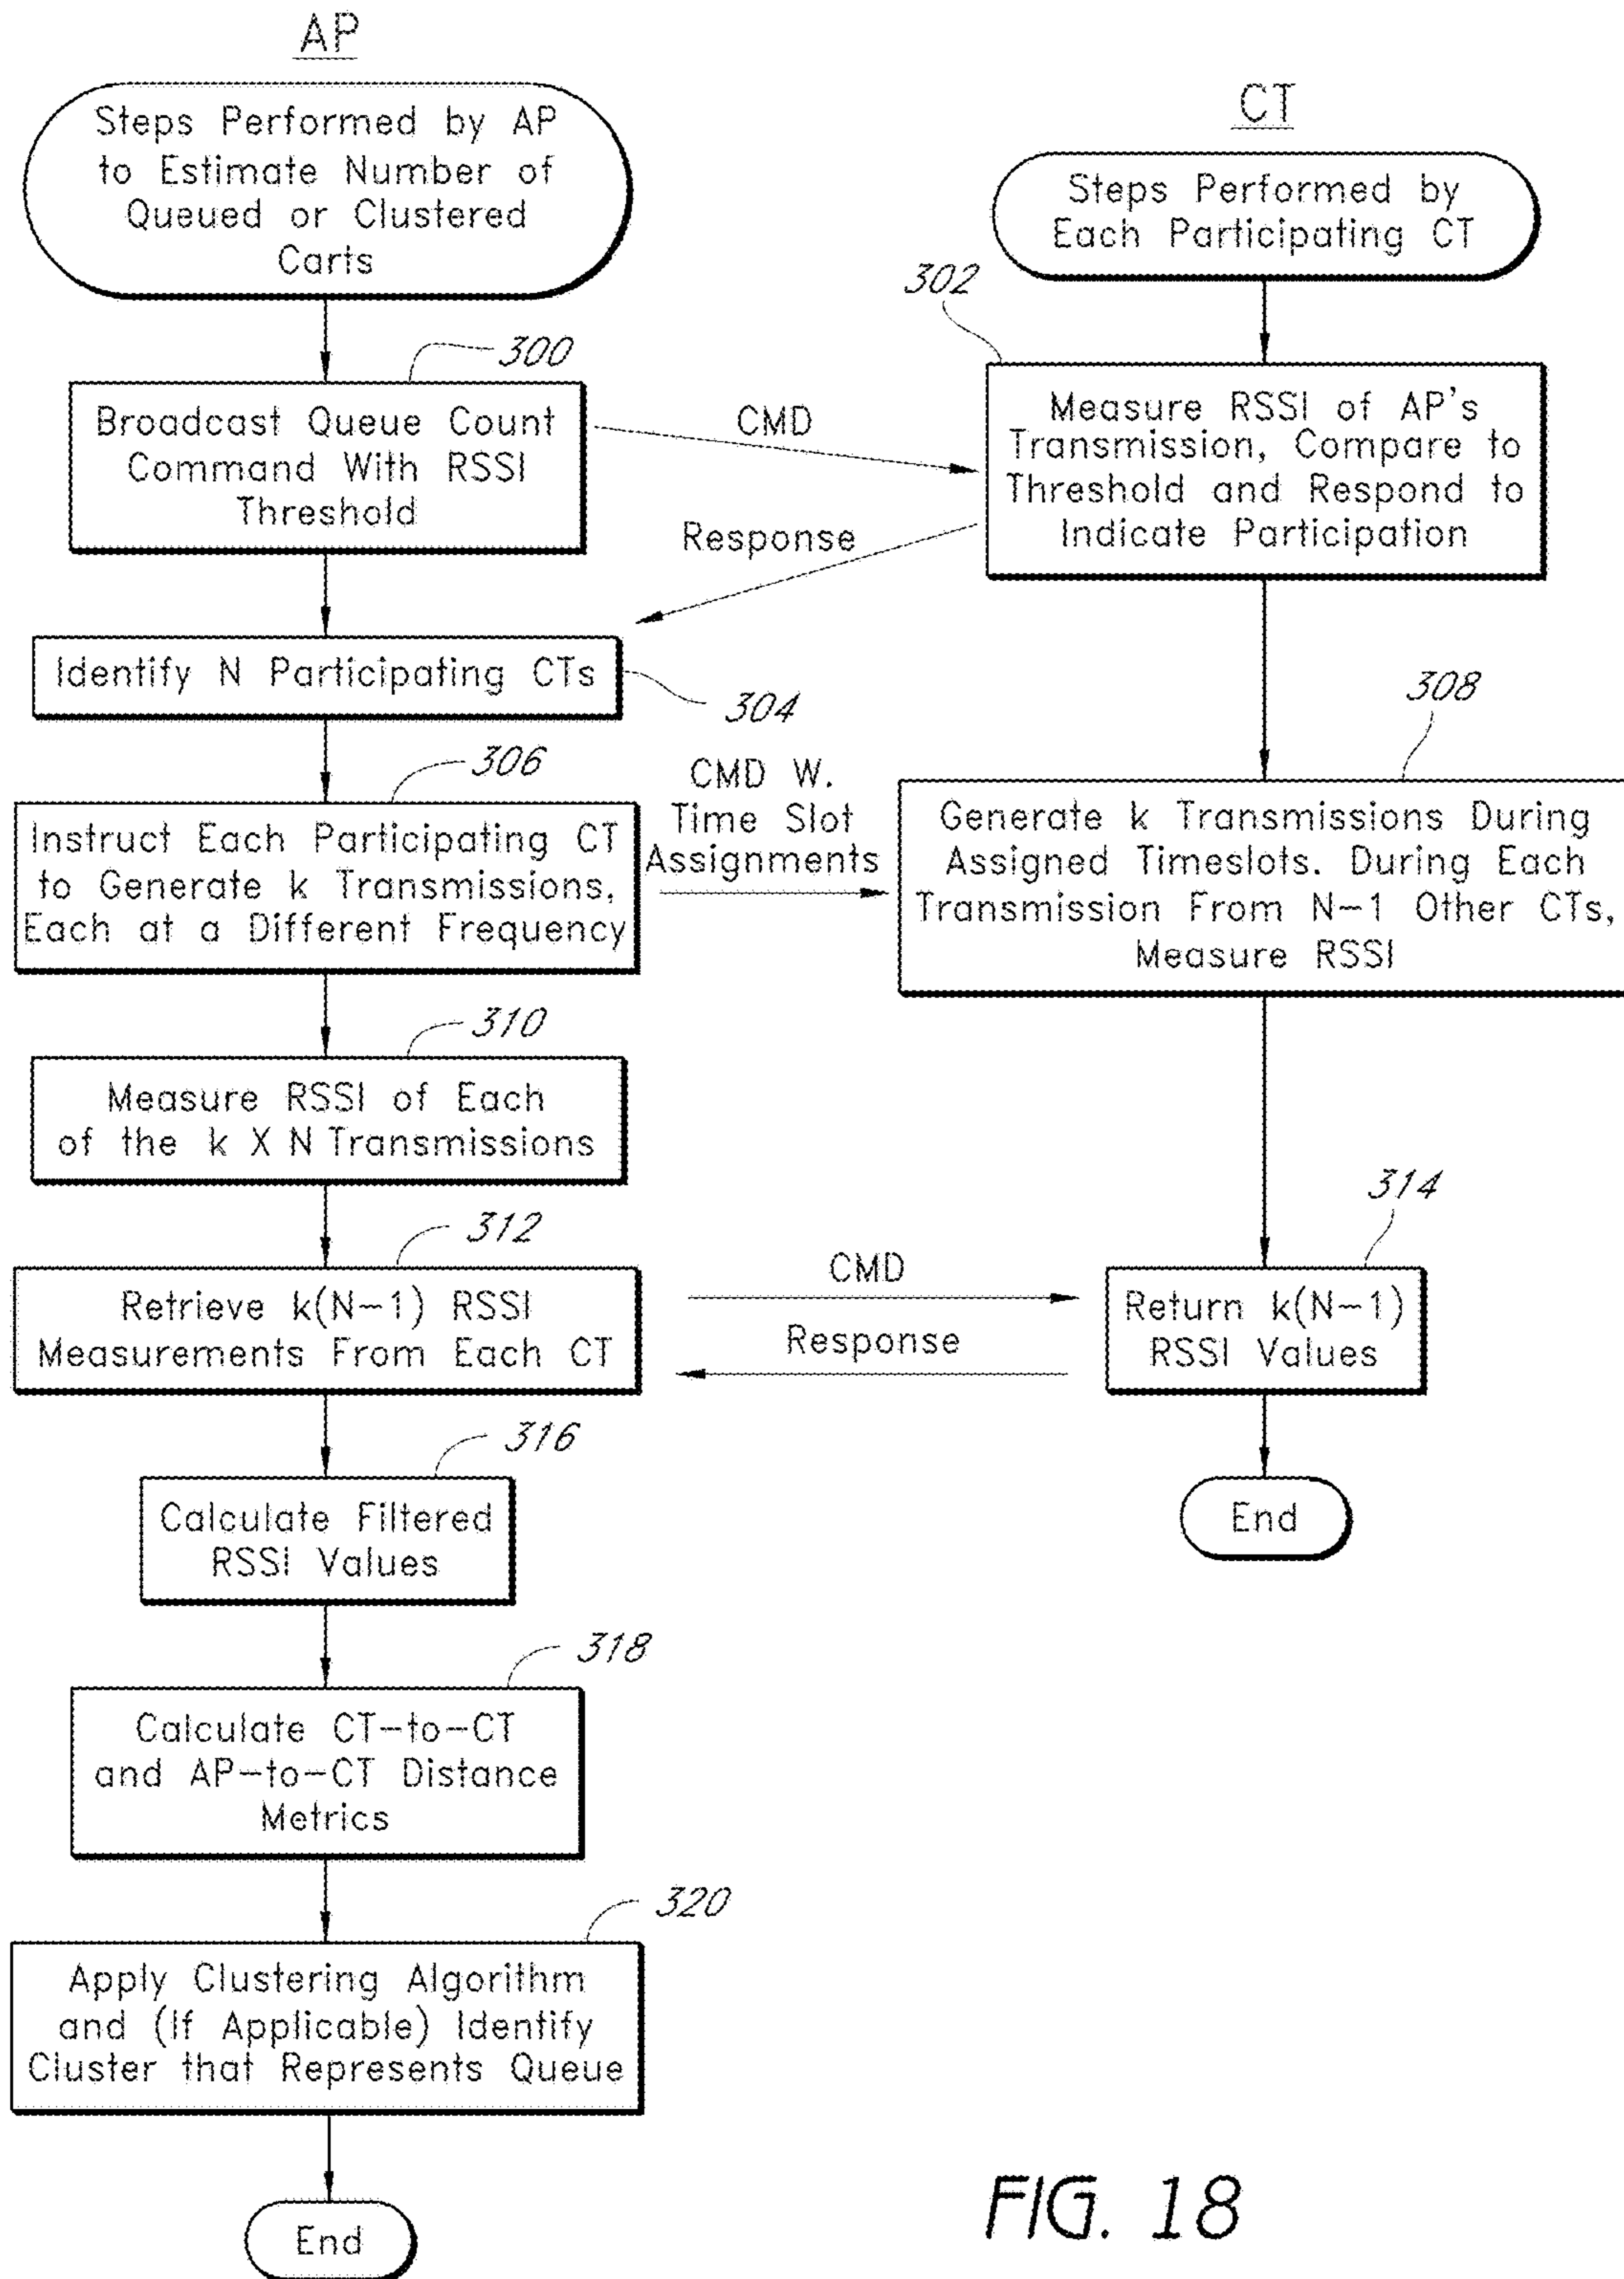 AP
Steps Performed by AP
to Estimate Number of
Queued or Clustered
Carts
300
Broadcast Queue Count
Command With RSSI
Threshold
CMD
Response
CT
Steps Performed by
Each Participating CT
302
Measure RSSI of AP's
Transmission, Compare to
Threshold and Respond to
Indicate Participation
Identify N Participating CTs
304
306
Instruct Each Participating CT
to Generate k Transmissions,
Each at a Different Frequency
CMD W.
Time Slot
Assignments
308
Generate k Transmissions During
Assigned Timeslots. During Each
Transmission From N-1 Other CTs,
Measure RSSI
310
Measure RSSI of Each
of the k X N Transmissions
312
Retrieve k(N-1) RSSI
Measurements From Each CT
CMD
Response
314
Return k(N-1)
RSSI Values
End
316
Calculate Filtered
RSSI Values
318
Calculate CT-to-CT
and AP-to-CT Distance
Metrics
320
Apply Clustering Algorithm
and (If Applicable) Identify
Cluster that Represents Queue
End
FIG. 18